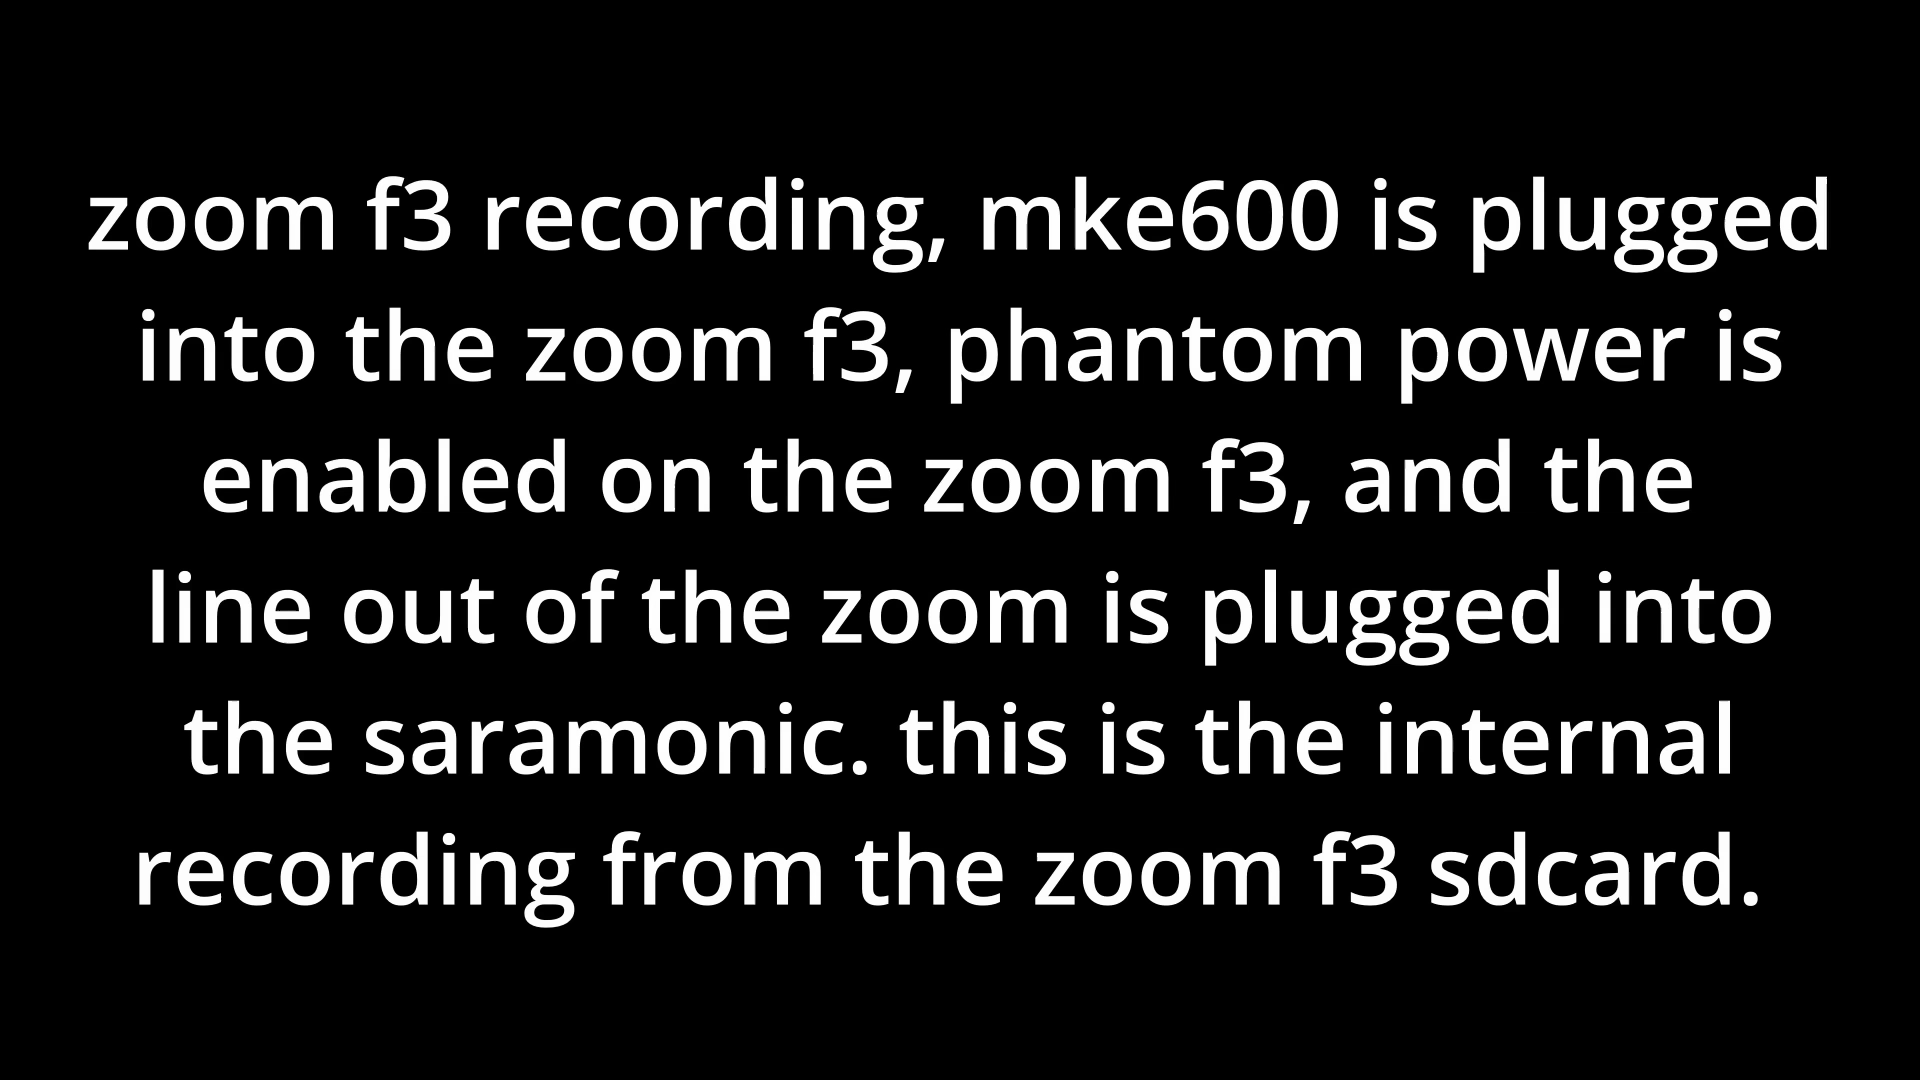 zoom f3 recording, mke600 is plugged
into the zoom f3, phantom power is
enabled on the zoom f3, and the
line out of the zoom is plugged into
the saramonic. this is the internal
recording from the zoom f3 sdcard.